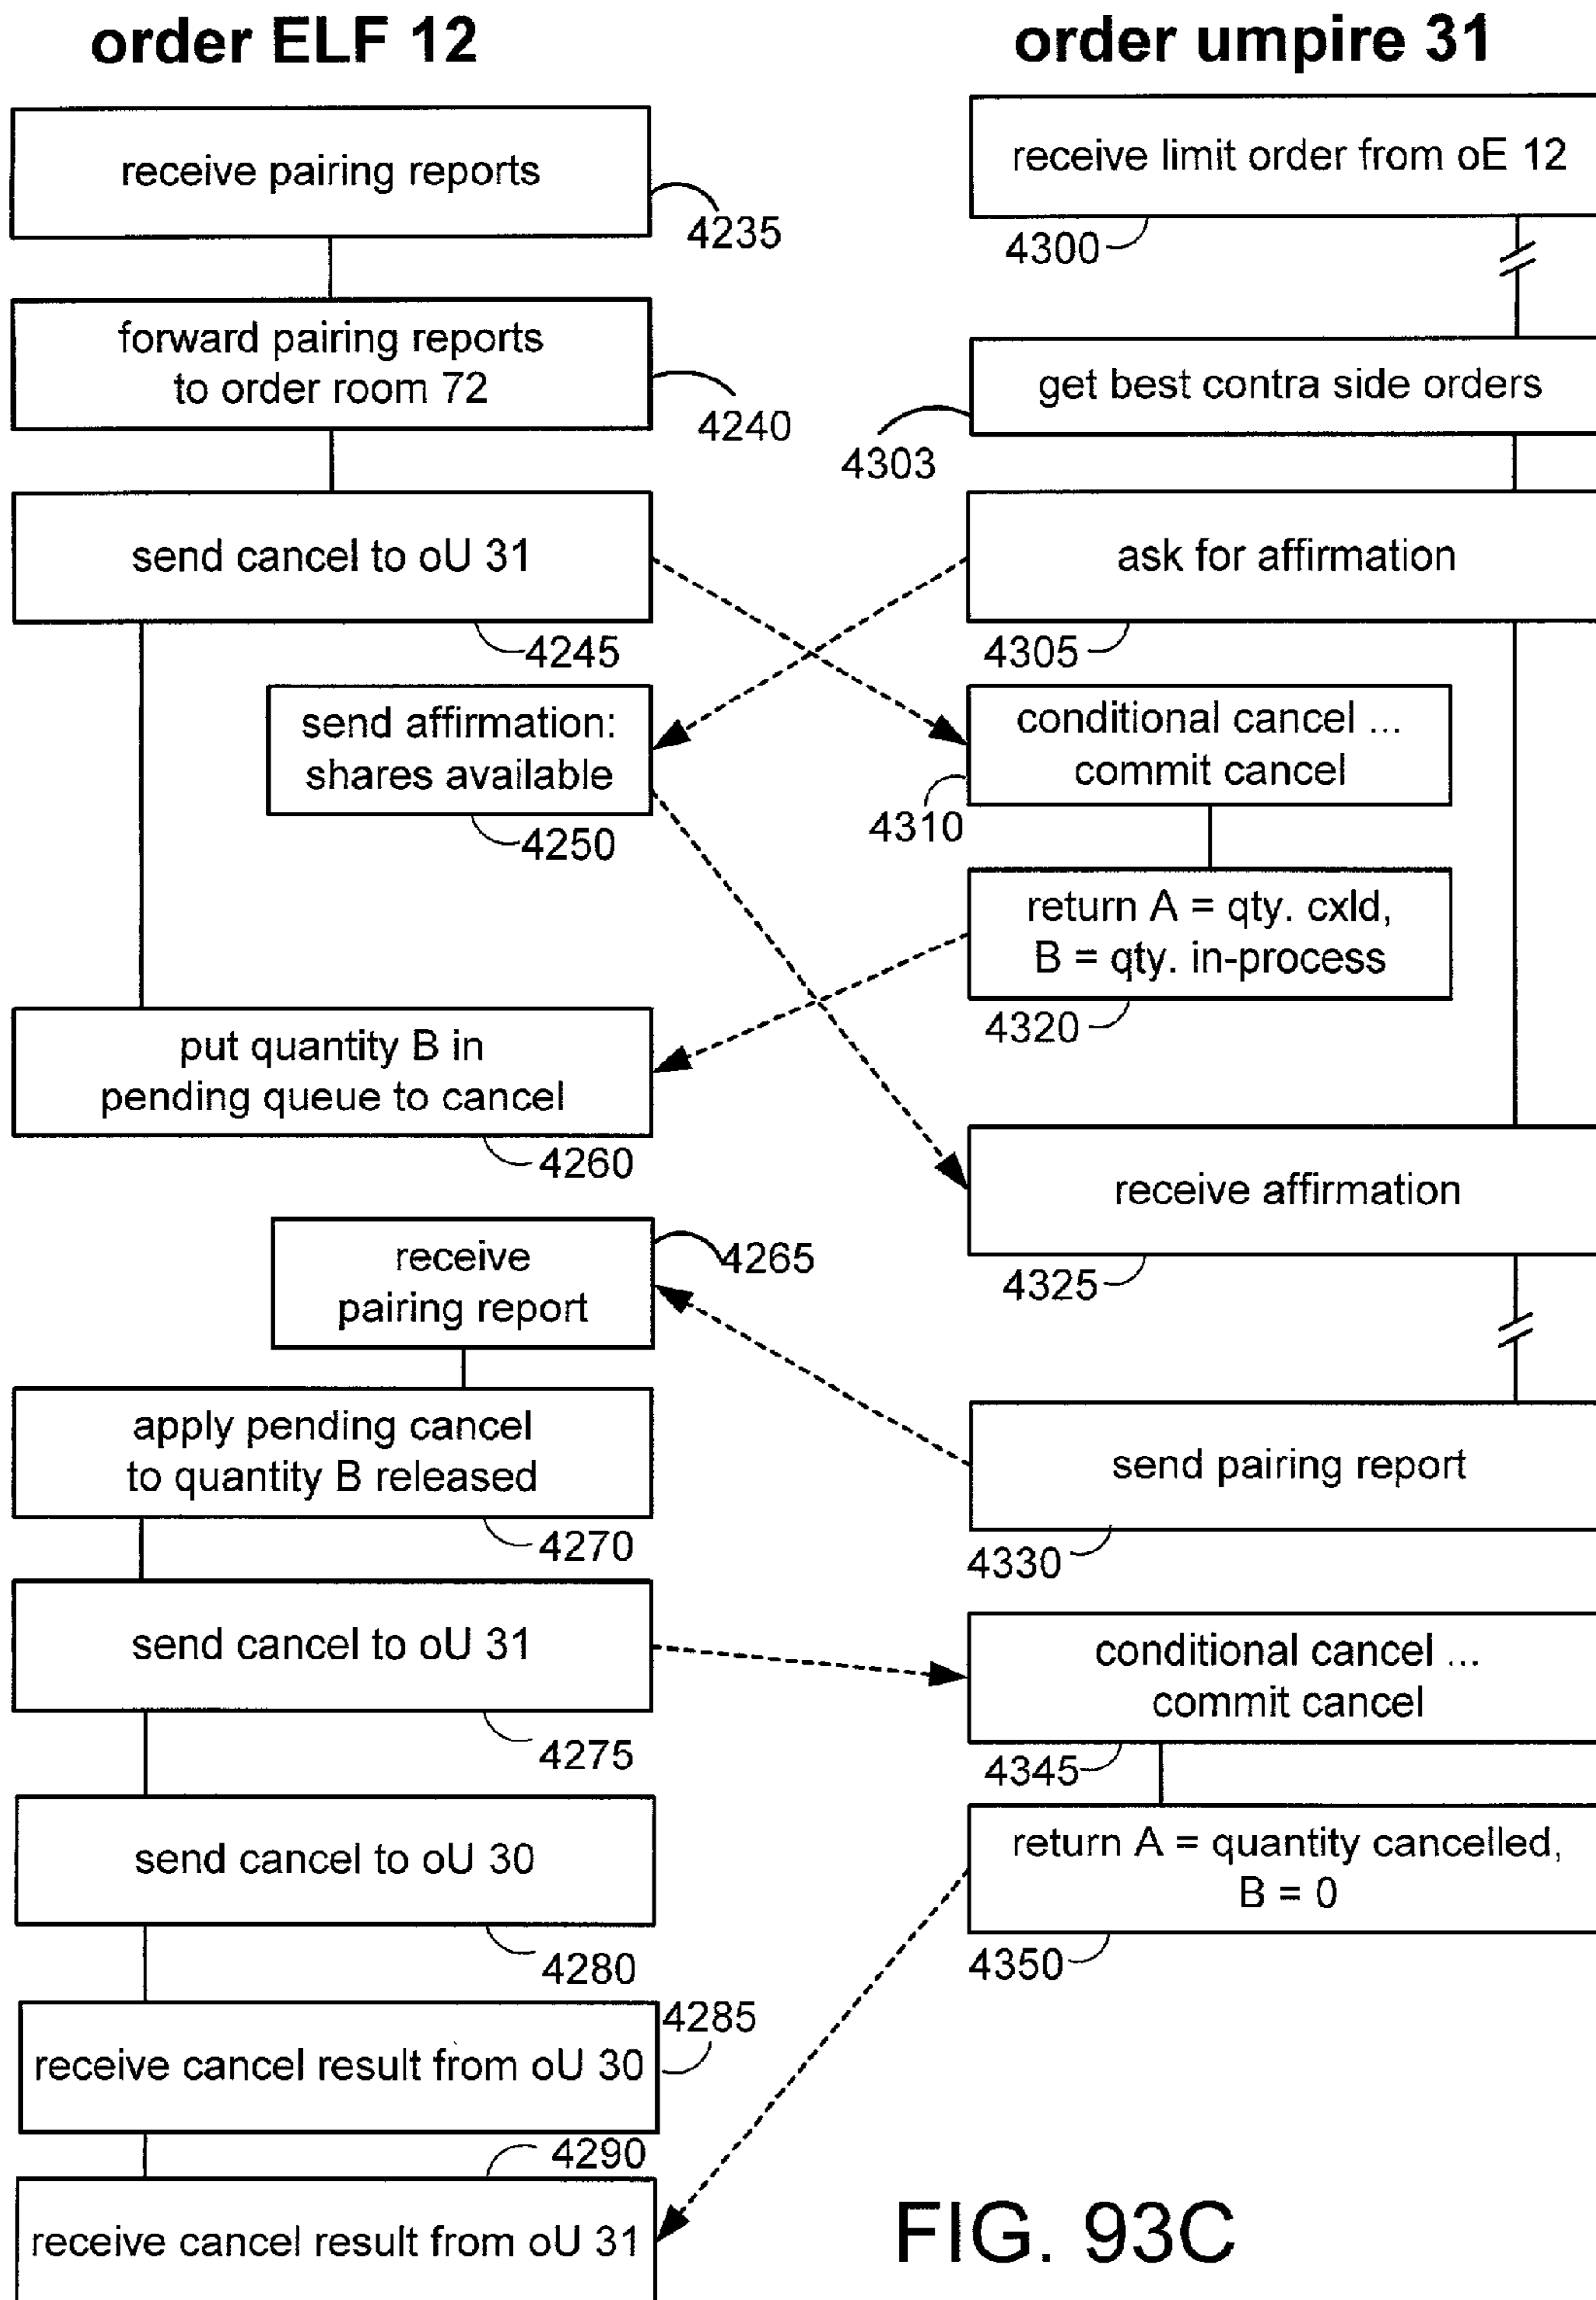 order ELF 12
order umpire 31
receive pairing reports
4235
receive limit order from oE 12
4300
forward pairing reports
to order room 72
4240
get best contra side orders
4303
send cancel to oU 31
4245
ask for affirmation
4305
send affirmation:
shares available
4250
conditional cancel ...
commit cancel
4310
return A = qty. cxld,
B = qty. in-process
4320
put quantity B in
pending queue to cancel
4260
receive affirmation
4325
receive
pairing report
4265
apply pending cancel
to quantity B released
4270
send pairing report
4330
send cancel to oU 31
4275
conditional cancel ...
commit cancel
4345
send cancel to oU 30
4280
return A = quantity cancelled,
B = 0
4350
receive cancel result from oU 30
4285
4290
receive cancel result from oU 31
FIG. 93C